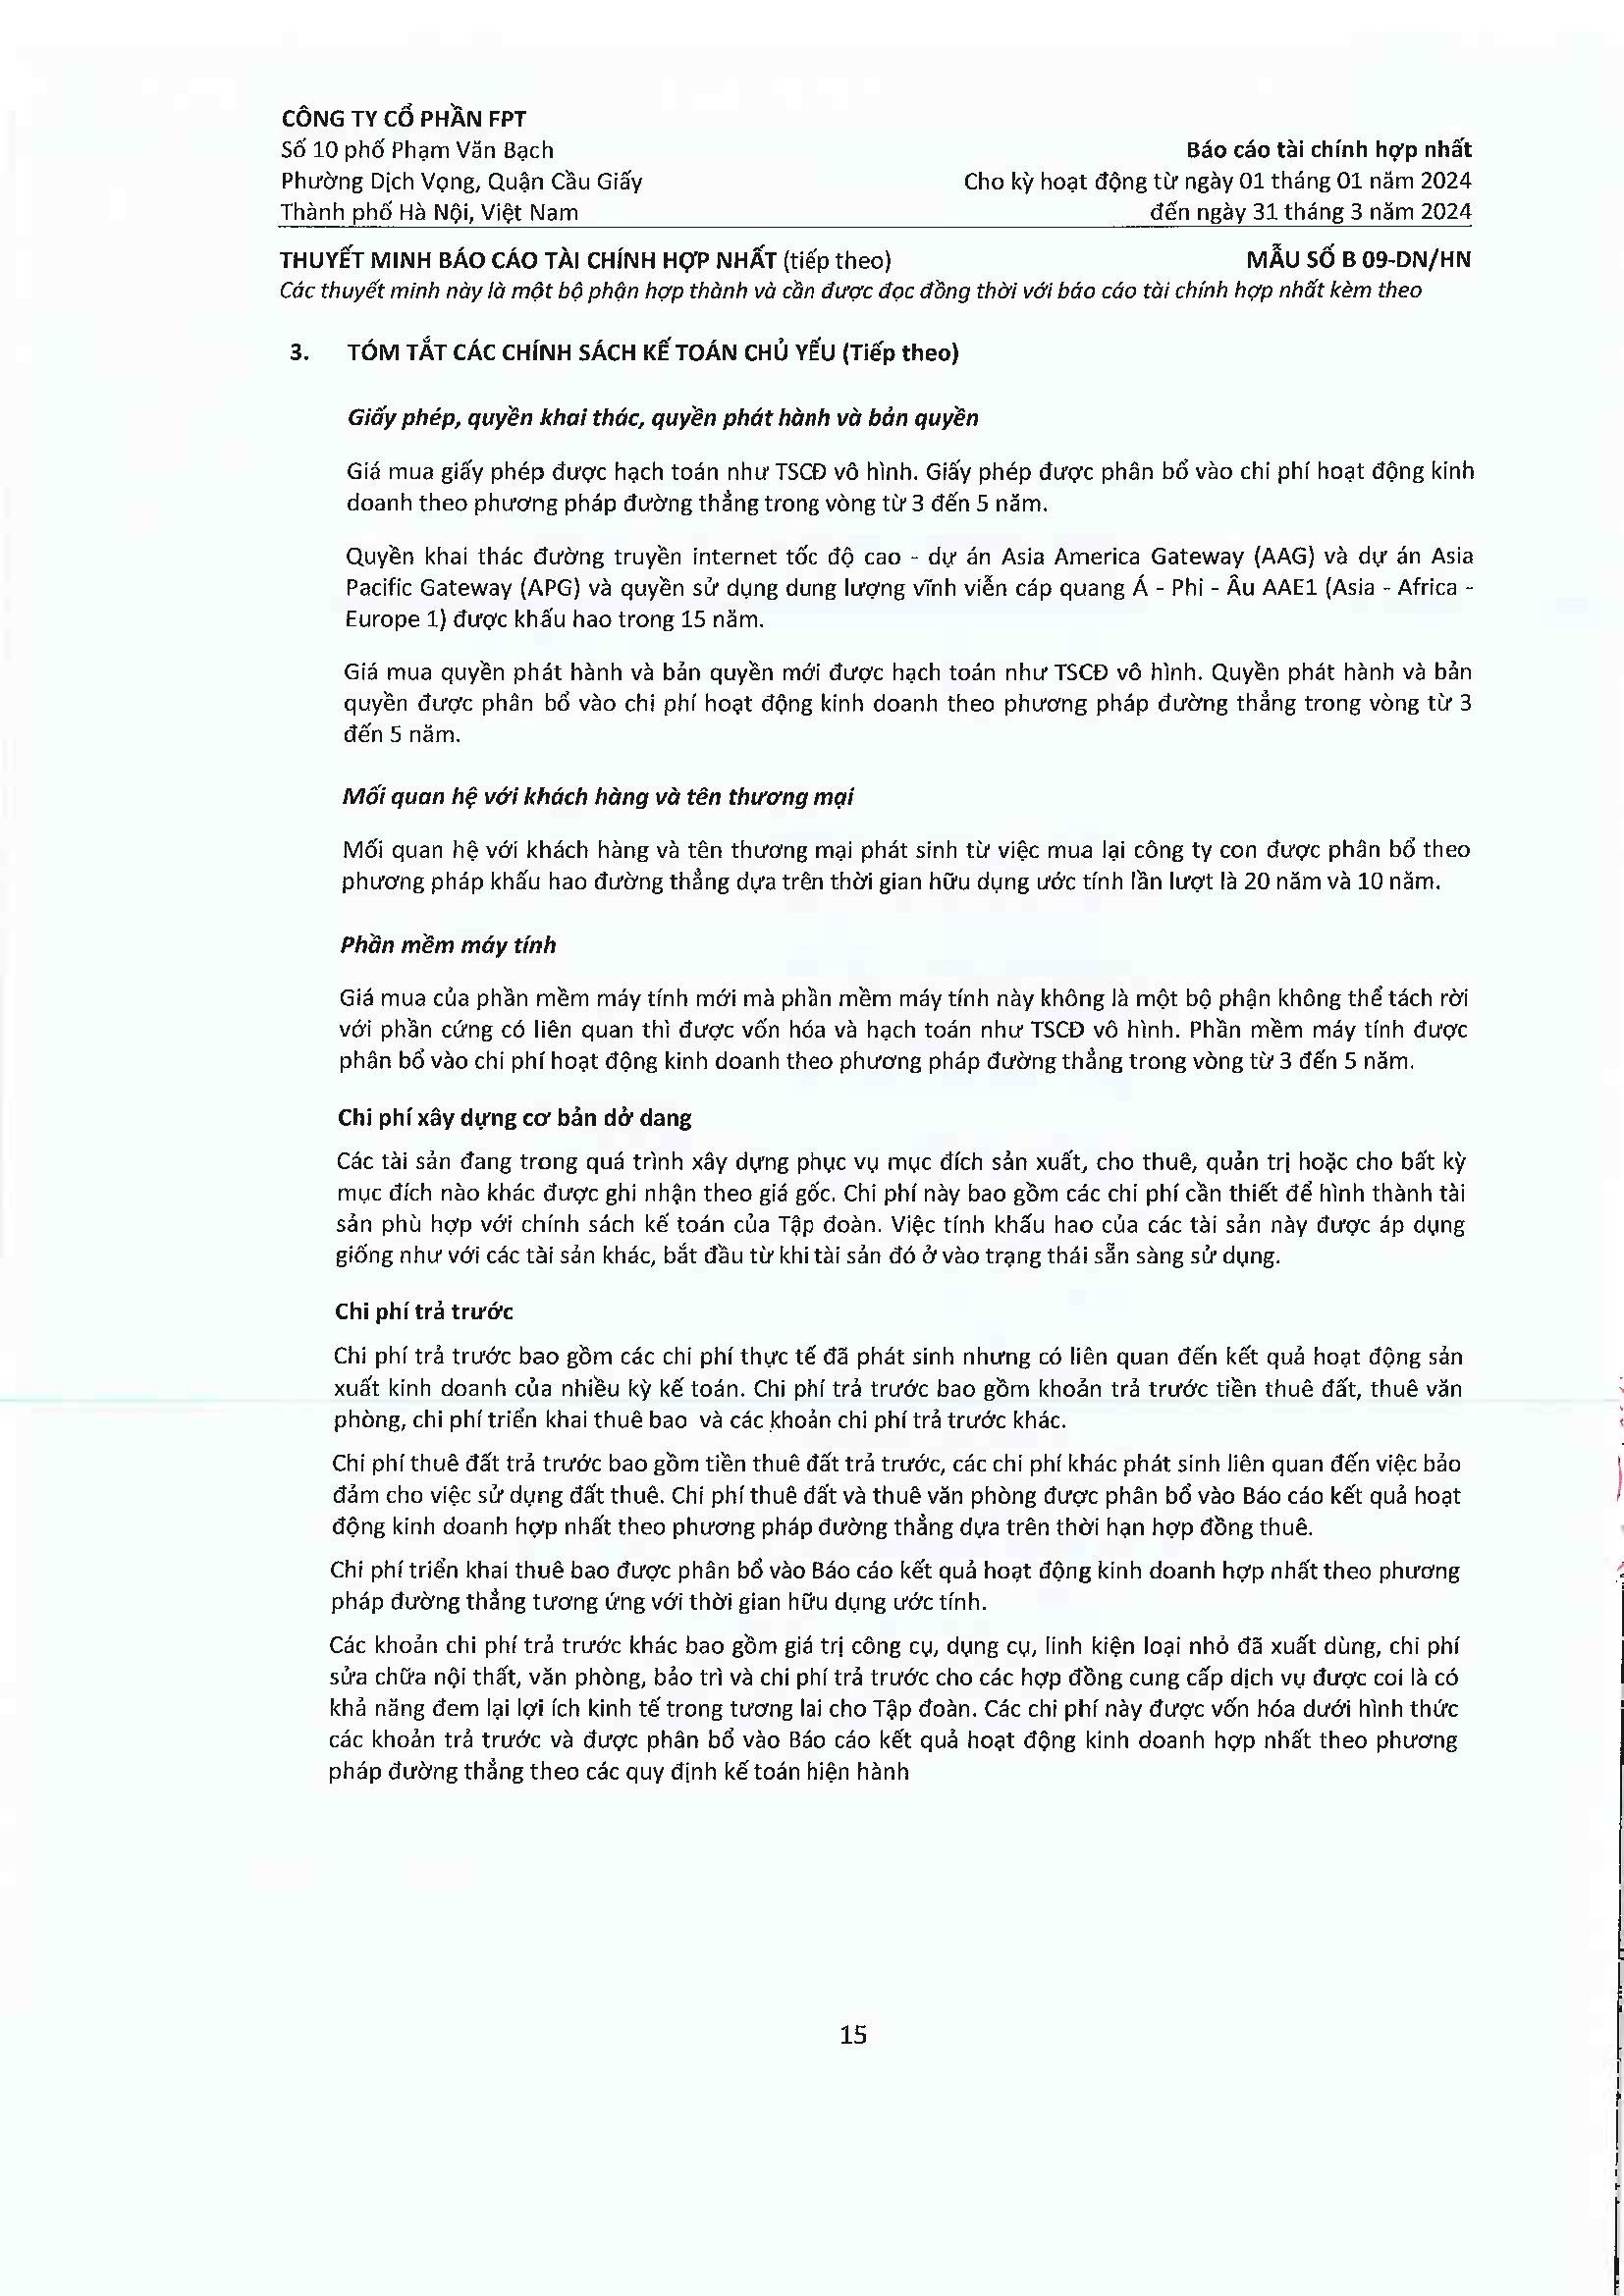 CÔNG TY CỔ PHẦN FPT
Số 10 phố Phạm Văn Bạch
Báo cáo tài chính hợp nhất
Phường Dịch Vọng, Quận Cầu Giấy
Cho kỳ hoạt động từ ngày 01 tháng 01 năm 2024
Thành phố Hà Nội, Việt Nam
đến ngày 31 tháng 3 năm 2024
THUYẾT MINH BÁO CÁO TÀI CHÍNH HỢP NHẤT (tiếp theo)
MẪU SỐ B 09-DN/HN
Các thuyết minh này là một bộ phận hợp thành và cần được đọc đồng thời với báo cáo tài chính hợp nhất kèm theo
3. TÓM TẮT CÁC CHÍNH SÁCH KẾ TOÁN CHỦ YẾU (Tiếp theo)
Giấy phép, quyền khai thác, quyền phát hành và bản quyền
Giá mua giấy phép được hạch toán như TSCĐ vô hình. Giấy phép được phân bổ vào chi phí hoạt động kinh
doanh theo phương pháp đường thẳng trong vòng từ 3 đến 5 năm.
Quyền khai thác đường truyền internet tốc độ cao - dự án Asia America Gateway (AAG) và dự án Asia
Pacific Gateway (APG) và quyền sử dụng dung lượng vĩnh viễn cáp quang Á - Phi - Âu AAE1 (Asia - Africa -
Europe 1) được khấu hao trong 15 năm.
Giá mua quyền phát hành và bản quyền mới được hạch toán như TSCĐ vô hình. Quyền phát hành và bản
quyền được phân bổ vào chi phí hoạt động kinh doanh theo phương pháp đường thẳng trong vòng từ 3
đến 5 năm.
Mối quan hệ với khách hàng và tên thương mại
Mối quan hệ với khách hàng và tên thương mại phát sinh từ việc mua lại công ty con được phân bổ theo
phương pháp khấu hao đường thẳng dựa trên thời gian hữu dụng ước tính lần lượt là 20 năm và 10 năm.
Phần mềm máy tính
Giá mua của phần mềm máy tính mới mà phần mềm máy tính này không là một bộ phận không thể tách rời
với phần cứng có liên quan thì được vốn hóa và hạch toán như TSCĐ vô hình. Phần mềm máy tính được
phân bổ vào chi phí hoạt động kinh doanh theo phương pháp đường thẳng trong vòng từ 3 đến 5 năm.
Chi phí xây dựng cơ bản dở dang
Các tài sản đang trong quá trình xây dựng phục vụ mục đích sản xuất, cho thuê, quản trị hoặc cho bất kỳ
mục đích nào khác được ghi nhận theo giá gốc. Chi phí này bao gồm các chi phí cần thiết để hình thành tài
sản phù hợp với chính sách kế toán của Tập đoàn. Việc tính khấu hao của các tài sản này được áp dụng
giống như với các tài sản khác, bắt đầu từ khi tài sản đó ở vào trạng thái sẵn sàng sử dụng.
Chi phí trả trước
Chi phí trả trước bao gồm các chi phí thực tế đã phát sinh nhưng có liên quan đến kết quả hoạt động sản
xuất kinh doanh của nhiều kỳ kế toán. Chi phí trả trước bao gồm khoản trả trước tiền thuê đất, thuê văn
phòng, chi phí triển khai thuê bao và các khoản chi phí trả trước khác.
Chi phí thuê đất trả trước bao gồm tiền thuê đất trả trước, các chi phí khác phát sinh liên quan đến việc bảo
đảm cho việc sử dụng đất thuê. Chi phí thuê đất và thuê văn phòng được phân bổ vào Báo cáo kết quả hoạt
động kinh doanh hợp nhất theo phương pháp đường thẳng dựa trên thời hạn hợp đồng thuê.
Chi phí triển khai thuê bao được phân bổ vào Báo cáo kết quả hoạt động kinh doanh hợp nhất theo phương
pháp đường thẳng tương ứng với thời gian hữu dụng ước tính.
Các khoản chi phí trả trước khác bao gồm giá trị công cụ, dụng cụ, linh kiện loại nhỏ đã xuất dùng, chi phí
sửa chữa nội thất, văn phòng, bảo trì và chi phí trả trước cho các hợp đồng cung cấp dịch vụ được coi là có
khả năng đem lại lợi ích kinh tế trong tương lai cho Tập đoàn. Các chi phí này được vốn hóa dưới hình thức
các khoản trả trước và được phân bổ vào Báo cáo kết quả hoạt động kinh doanh hợp nhất theo phương
pháp đường thẳng theo các quy định kế toán hiện hành
15